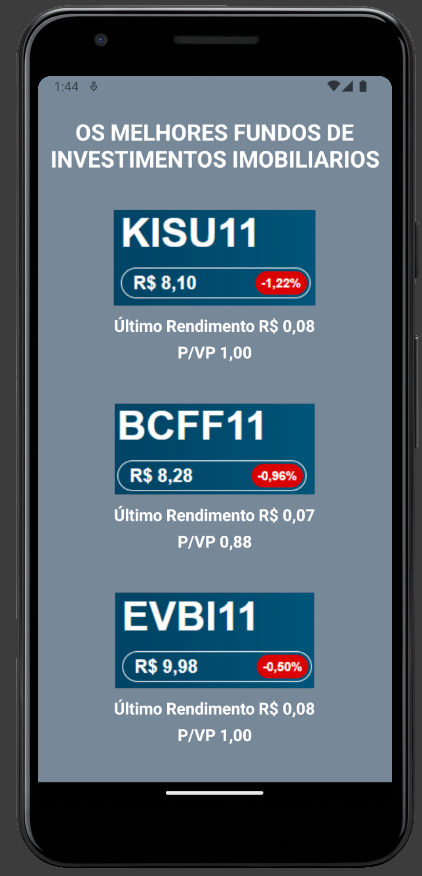 1:44
OS MELHORES FUNDOS DE
INVESTIMENTOS IMOBILIARIOS
KISU11
R$ 8,10 -1,22%
Último Rendimento R$ 0,08
P/VP 1,00
BCFF11
R$ 8,28 -0,96%
Último Rendimento R$ 0,07
P/VP 0,88
EVBI11
R$ 9,98 -0,50%
Último Rendimento R$ 0,08
P/VP 1,00